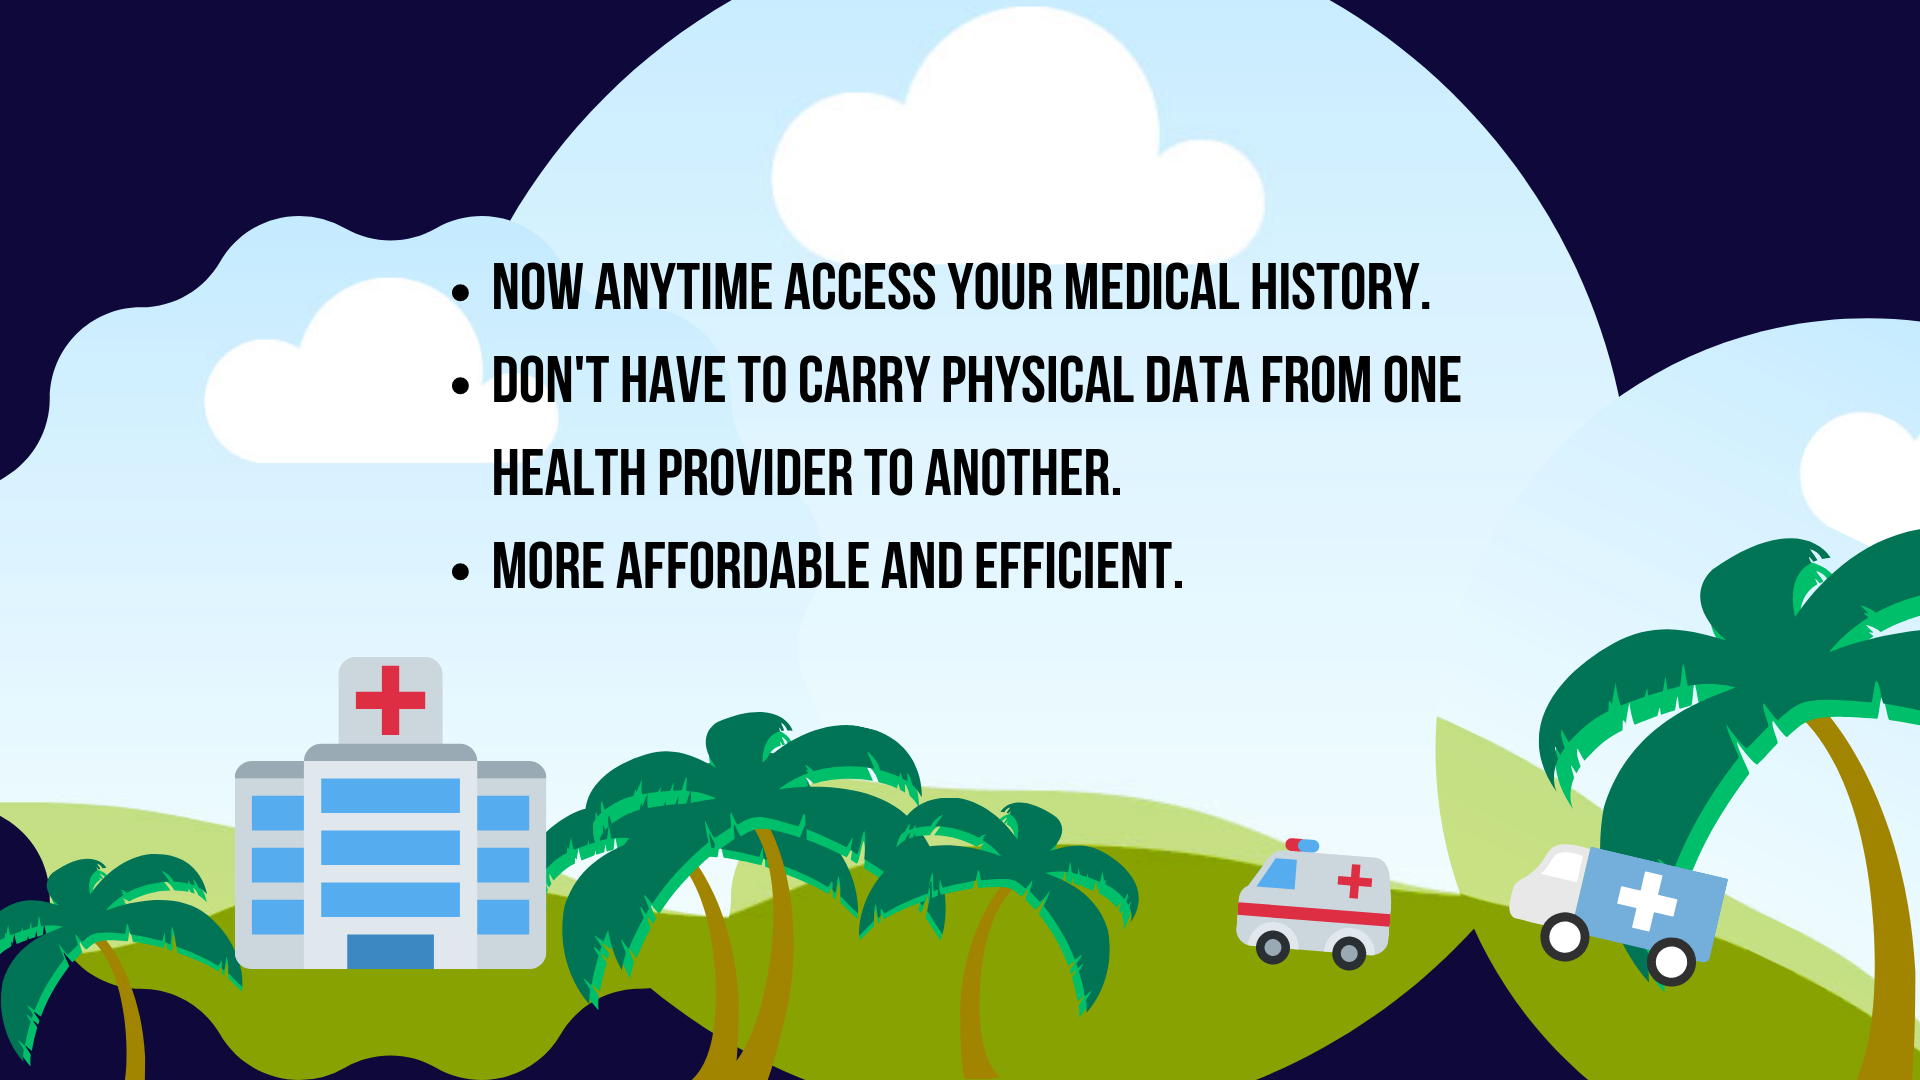 • NOW ANYTIME ACCESS YOUR MEDICAL HISTORY.
• DON'T HAVE TO CARRY PHYSICAL DATA FROM ONE
HEALTH PROVIDER TO ANOTHER.
• MORE AFFORDABLE AND EFFICIENT.